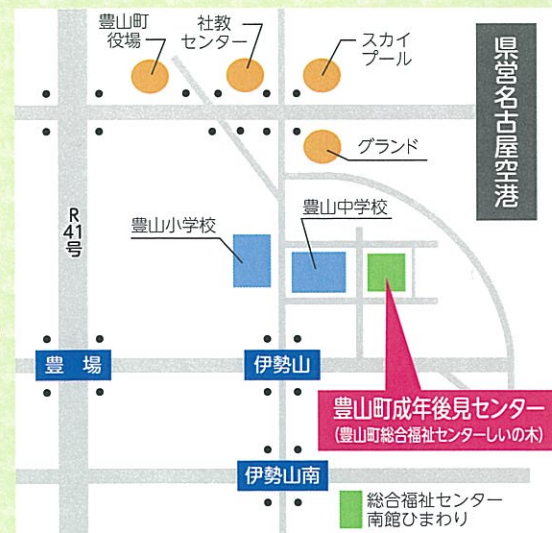 豊山町
役場
社教
センター
スカイ
プール
県営名古屋空港
グランド
R41号
豊山小学校
豊山中学校
豊場
伊勢山
豊山町成年後見センター
(豊山町総合福祉センターしいの木)
伊勢山南
総合福祉センター
南館ひまわり